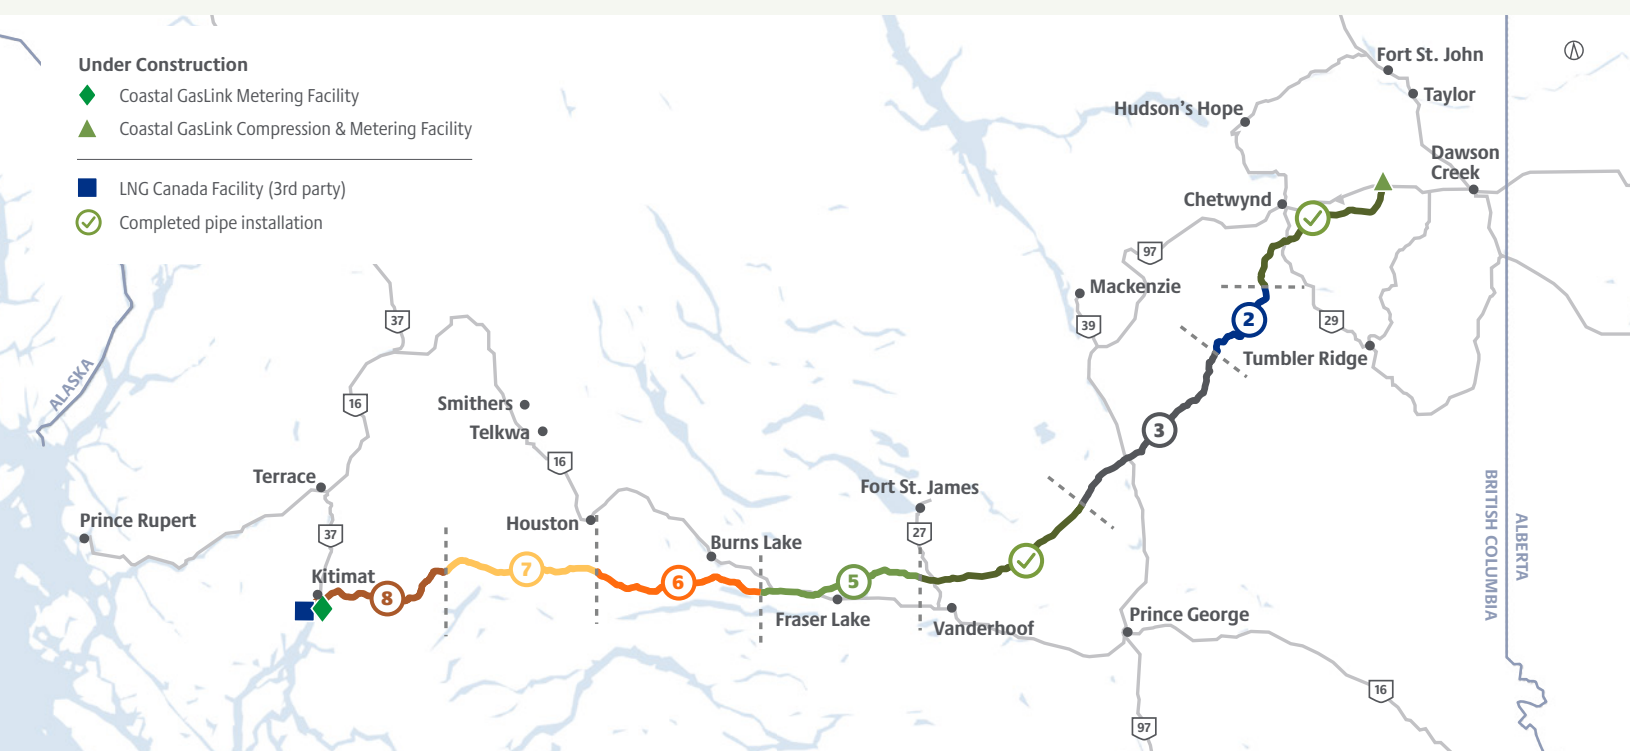 Under Construction
Coastal GasLink Metering Facility
Coastal GasLink Compression & Metering Facility
LNG Canada Facility (3rd party)
Completed pipe installation
Fort St. John
Taylor
Hudson's Hope
Dawson
Creek
Chetwynd
97
Mackenzie
39
2
29
Tumbler Ridge
37
ALASKA
16
Smithers
Telkwa
3
16
Terrace
Fort St. James
BRITISH COLUMBIA
ALBERTA
Prince Rupert
37
Houston
27
Burns Lake
7
Kitimat
8
6
5
Fraser Lake
Vanderhoof
Prince George
16
97